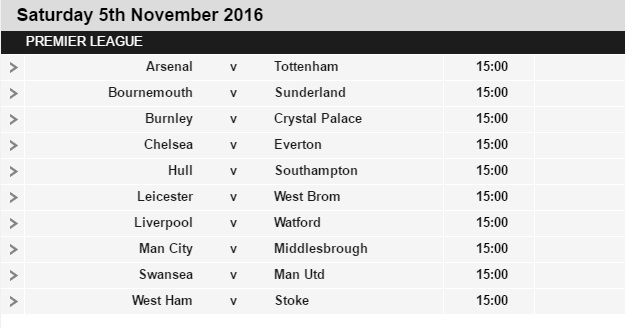 Saturday 5th November 2016
PREMIER LEAGUE
> Arsenal v Tottenham 15:00
> Bournemouth v Sunderland 15:00
> Burnley v Crystal Palace 15:00
> Chelsea v Everton 15:00
> Hull v Southampton 15:00
> Leicester v West Brom 15:00
> Liverpool v Watford 15:00
> Man City v Middlesbrough 15:00
> Swansea v Man Utd 15:00
> West Ham v Stoke 15:00